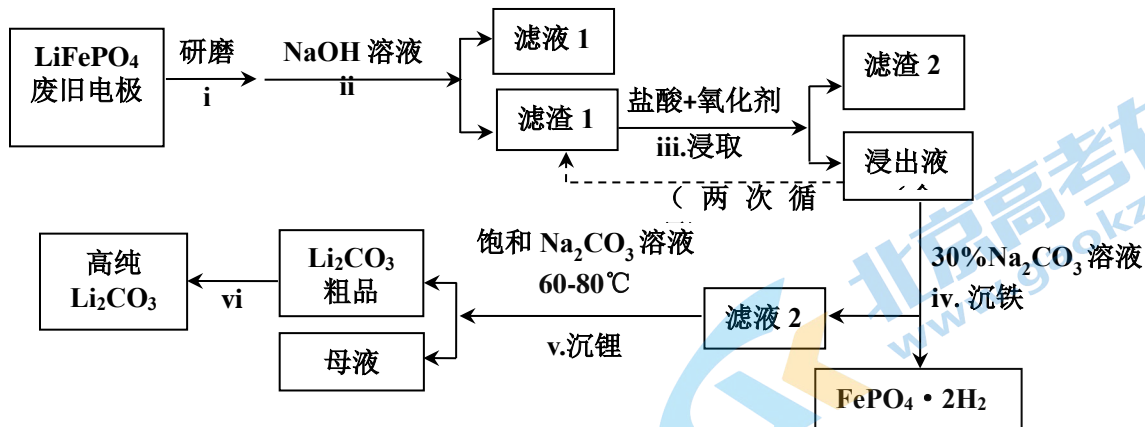 LiFePO₄
废旧电极
研磨
i
NaOH 溶液
ii
滤液 1
滤渣 1
盐酸+氧化剂
iii.浸取
滤渣 2
浸出液
（ 两 次 循
30%Na₂CO₃ 溶液
iv. 沉铁
FePO₄・2H₂
滤液 2
饱和 Na₂CO₃ 溶液
60-80℃
v.沉锂
Li₂CO₃
粗品
母液
vi
高纯
Li₂CO₃